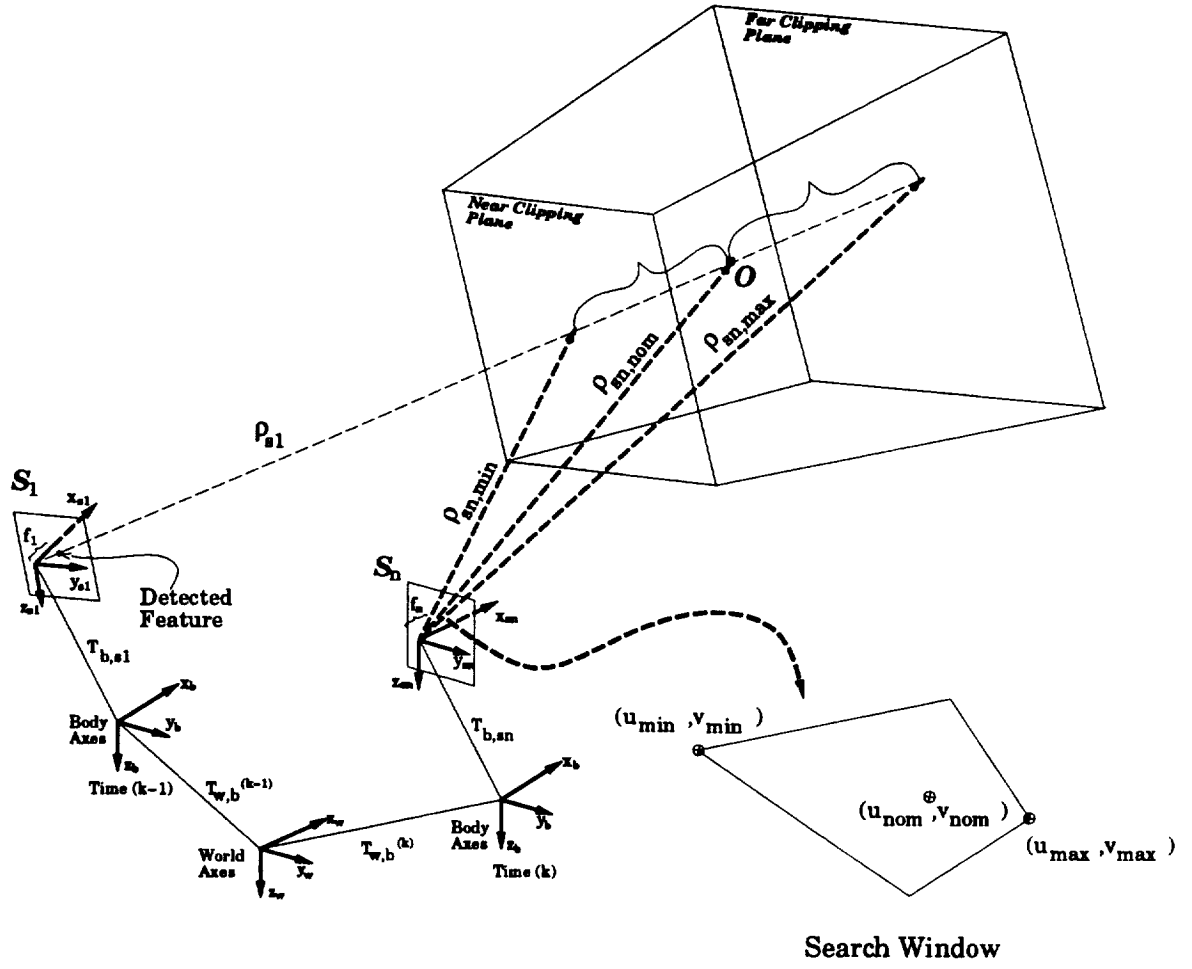 Far Clipping
Plane
Near Clipping
Plane
O
ρsn,max
ρsn,nom
ρs1
ρsn,min
S1
xs1
f1
ys1
zs1
Detected
Feature
Sn
fn
xsn
ysn
zsn
Tb,s1
Tb,sn
xb
Body
Axes
yb
zb
Time (k-1)
Tw,b(k-1)
xw
World
Axes
yw
zw
Tw,b(k)
xb
Body
Axes
yb
zb
Time (k)
(umin ,vmin )
(unom ,vnom )
(umax ,vmax )
Search Window